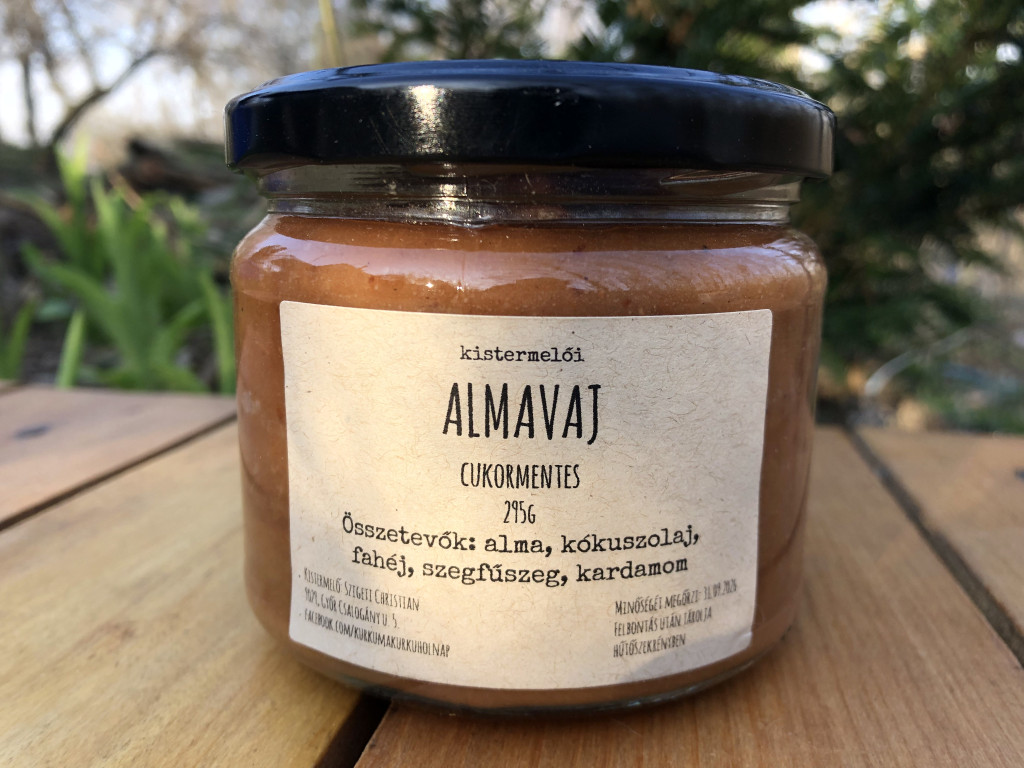 kistermelői
ALMAVAJ
CUKORMENTES
295G
Összetevők: alma, kókuszolaj,
fahéj, szegfűszeg, kardamom
KISTERMELŐ: SZIGETI CHRISTIAN
9029, GYŐR CSALOGÁNY U. 5.
FACEBOOK.COM/KURKUMAKURKUHOLNAP
MINŐSÉGÉT MEGŐRZI: 31.09.2026
FELBONTÁS UTÁN TÁROLJA
HŰTŐSZEKRÉNYBEN